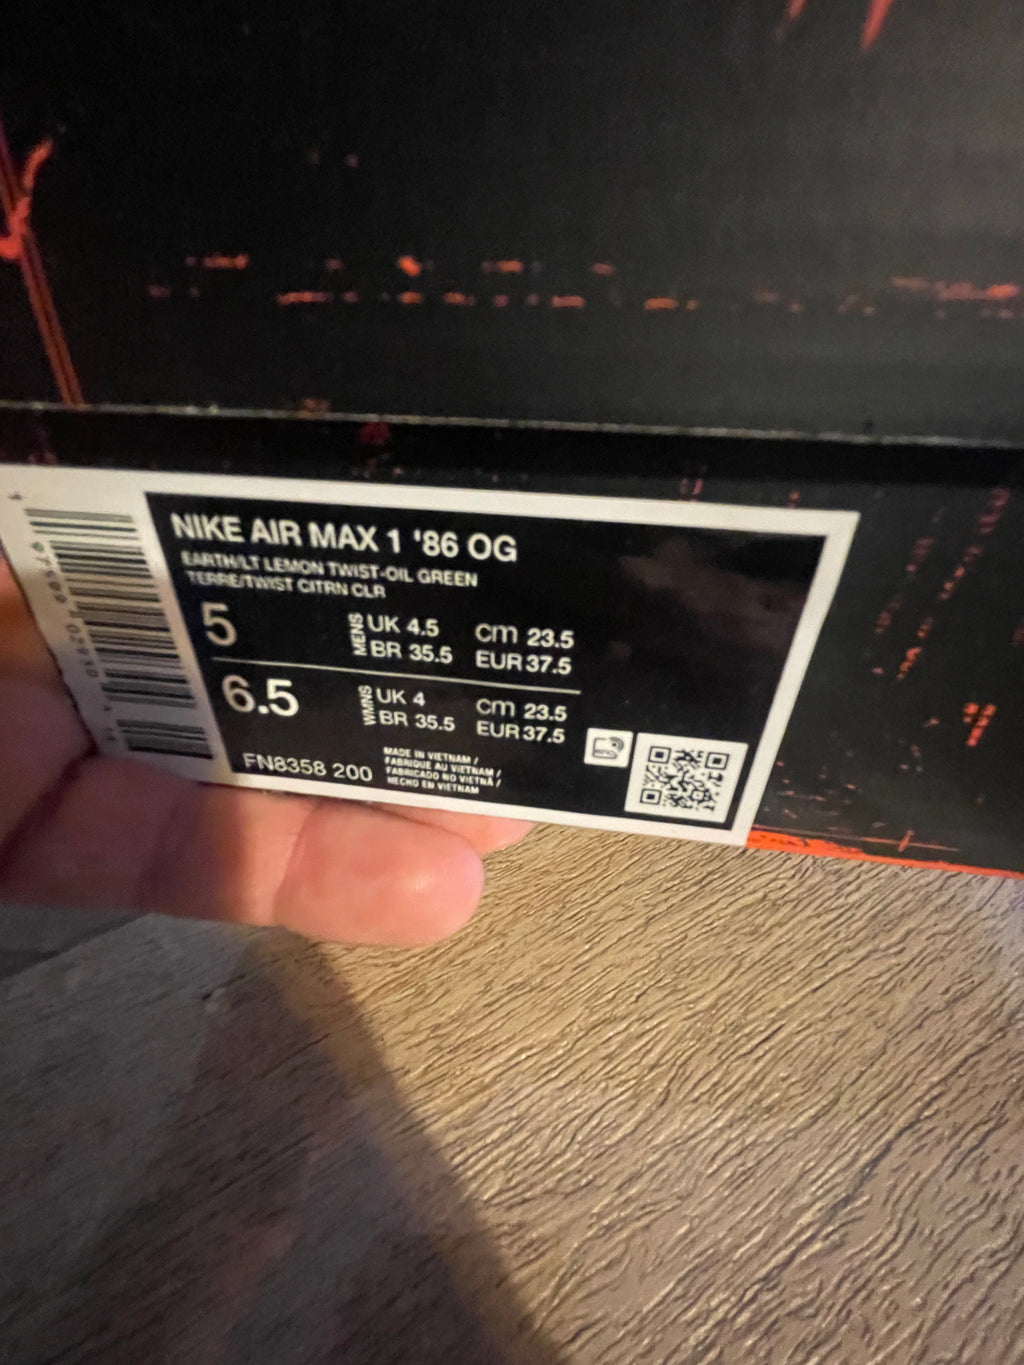 NIKE AIR MAX 1 '86 OG
EARTH/LT LEMON TWIST-OIL GREEN
TERRE/TWIST CITRN CLR
5
MENS
UK 4.5 cm 23.5
BR 35.5 EUR 37.5
6.5
WMNS
UK 4 cm 23.5
BR 35.5 EUR 37.5
FN8358 200
MADE IN VIETNAM /
FABRIQUE AU VIETNAM /
FABRICADO NO VIETNÃ /
HECHO EN VIETNAM